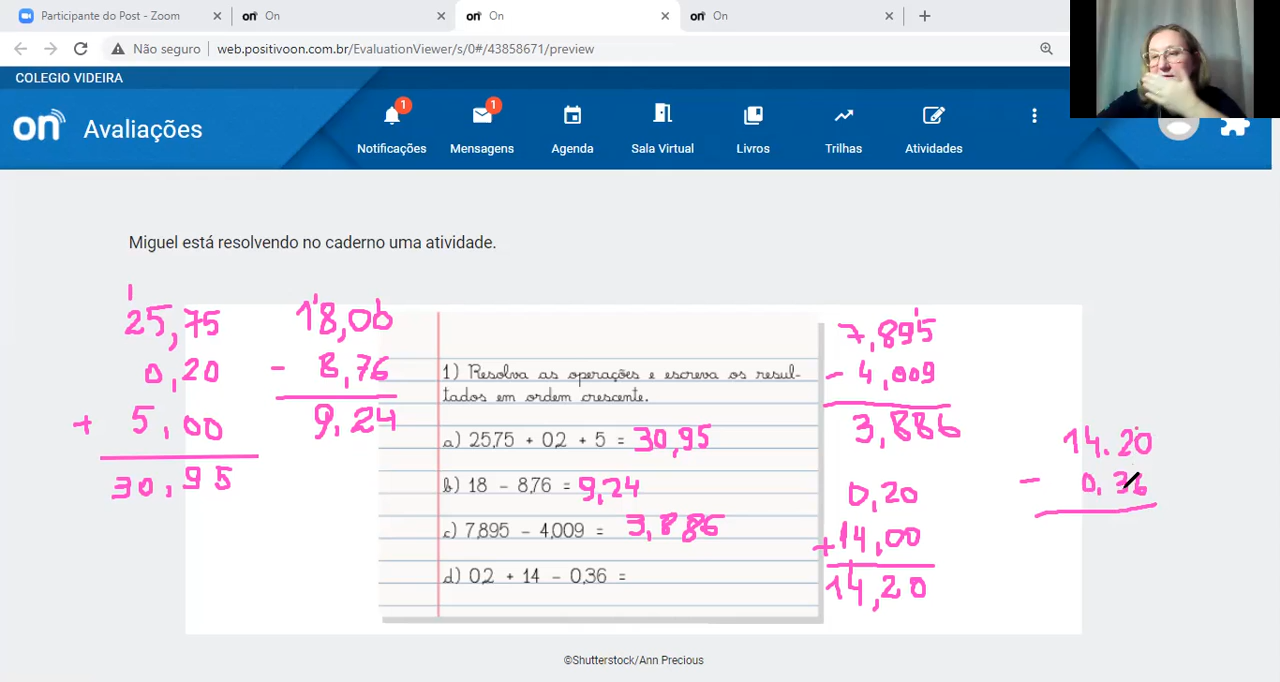 Participante do Post - Zoom
On
On
On
Não seguro
web.positivoon.com.br/EvaluationViewer/s/0#/43858671/preview
COLEGIO VIDEIRA
on
Avaliações
1
1
Notificações
Mensagens
Agenda
Sala Virtual
Livros
Trilhas
Atividades
Miguel está resolvendo no caderno uma atividade.
1
25,75
0,20
+ 5,00
30,95
18,00
- 8,76
9,24
1) Resolva as operações e escreva os resul-
tados em ordem crescente.
a) 25,75 + 0,2 + 5 = 30,95
b) 18 - 8,76 = 9,24
c) 7,895 - 4,009 = 3,886
d) 0,2 + 14 - 0,36 =
7,895
- 4,009
3,886
0,20
+14,00
14,20
14.20
- 0,36
©Shutterstock/Ann Precious